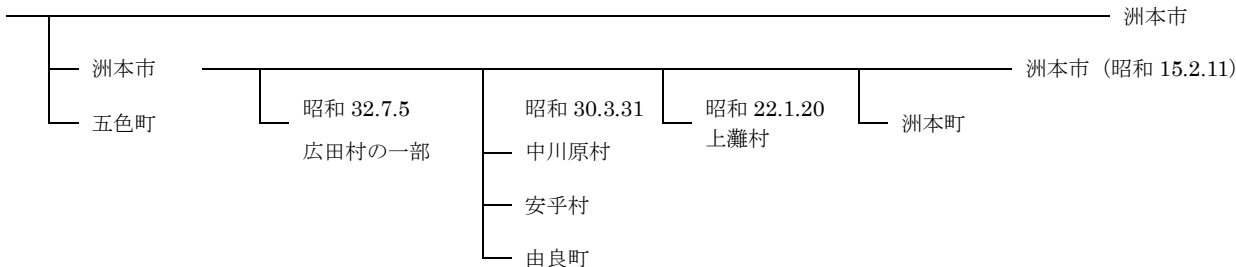 洲本市
洲本市
洲本市 (昭和 15.2.11)
五色町
昭和 32.7.5
広田村の一部
昭和 30.3.31
中川原村
安乎村
由良町
昭和 22.1.20
上灘村
洲本町